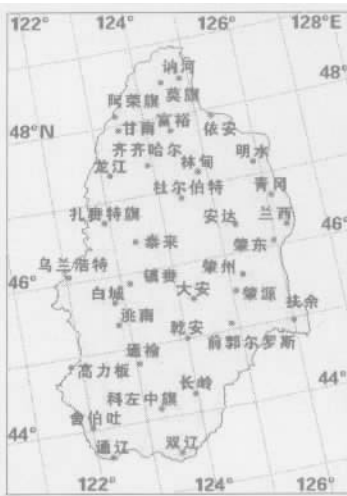 122°E 124° 126° 128°E
讷河
莫旗
48°
阿荣旗
甘南 富裕 依安
48°N
齐齐哈尔 林甸 明水
龙江
杜尔伯特 青冈
扎赉特旗 安达 兰西
46°
泰来 肇东
乌兰浩特
镇赉 肇州
46°
白城 大安 肇源 扶余
洮南 乾安
前郭尔罗斯
通榆
高力板
长岭
44°
科左中旗
舍伯吐
44°
通辽 双辽
122° 124° 126°E